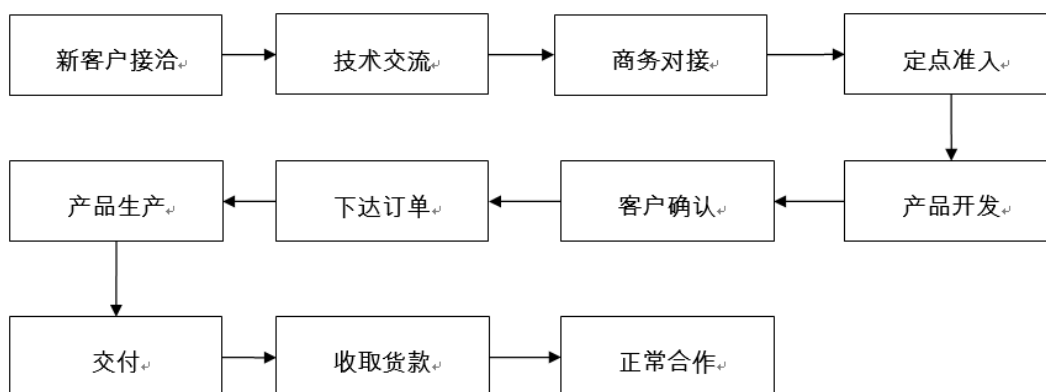 新客户接洽
技术交流
商务对接
定点准入
产品开发
客户确认
下达订单
产品生产
交付
收取货款
正常合作